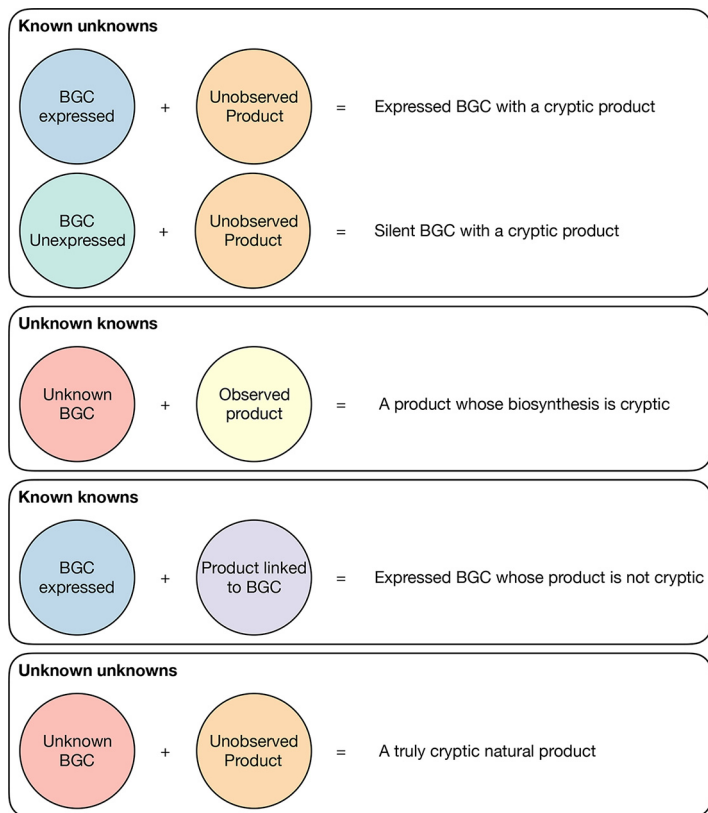 Known unknowns
BGC
expressed
+
Unobserved
Product
=
Expressed BGC with a cryptic product
BGC
Unexpressed
+
Unobserved
Product
=
Silent BGC with a cryptic product
Unknown knowns
Unknown
BGC
+
Observed
product
=
A product whose biosynthesis is cryptic
Known knowns
BGC
expressed
+
Product linked
to BGC
=
Expressed BGC whose product is not cryptic
Unknown unknowns
Unknown
BGC
+
Unobserved
Product
=
A truly cryptic natural product